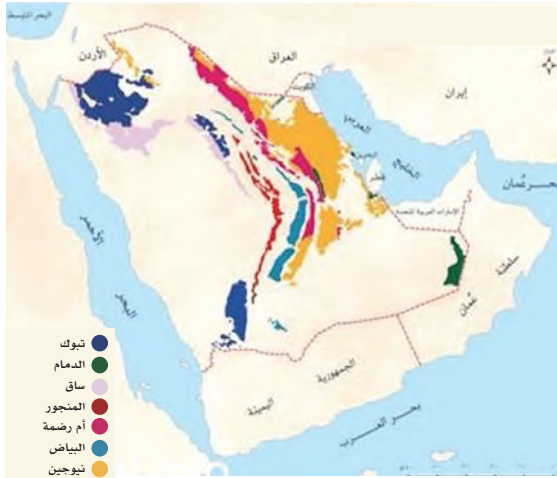 البحر المتوسط
الأردن
العراق
الكويت
إيران
الخليج
العربي
البحرين
قطر
الإمارات العربية المتحدة
بحر عُمان
سلطنة
عُمان
البحر
الأحمر
الجمهورية
اليمنية
بحر العرب
تبوك
الدمام
ساق
المنجور
أم رضمة
البياض
نيوجين